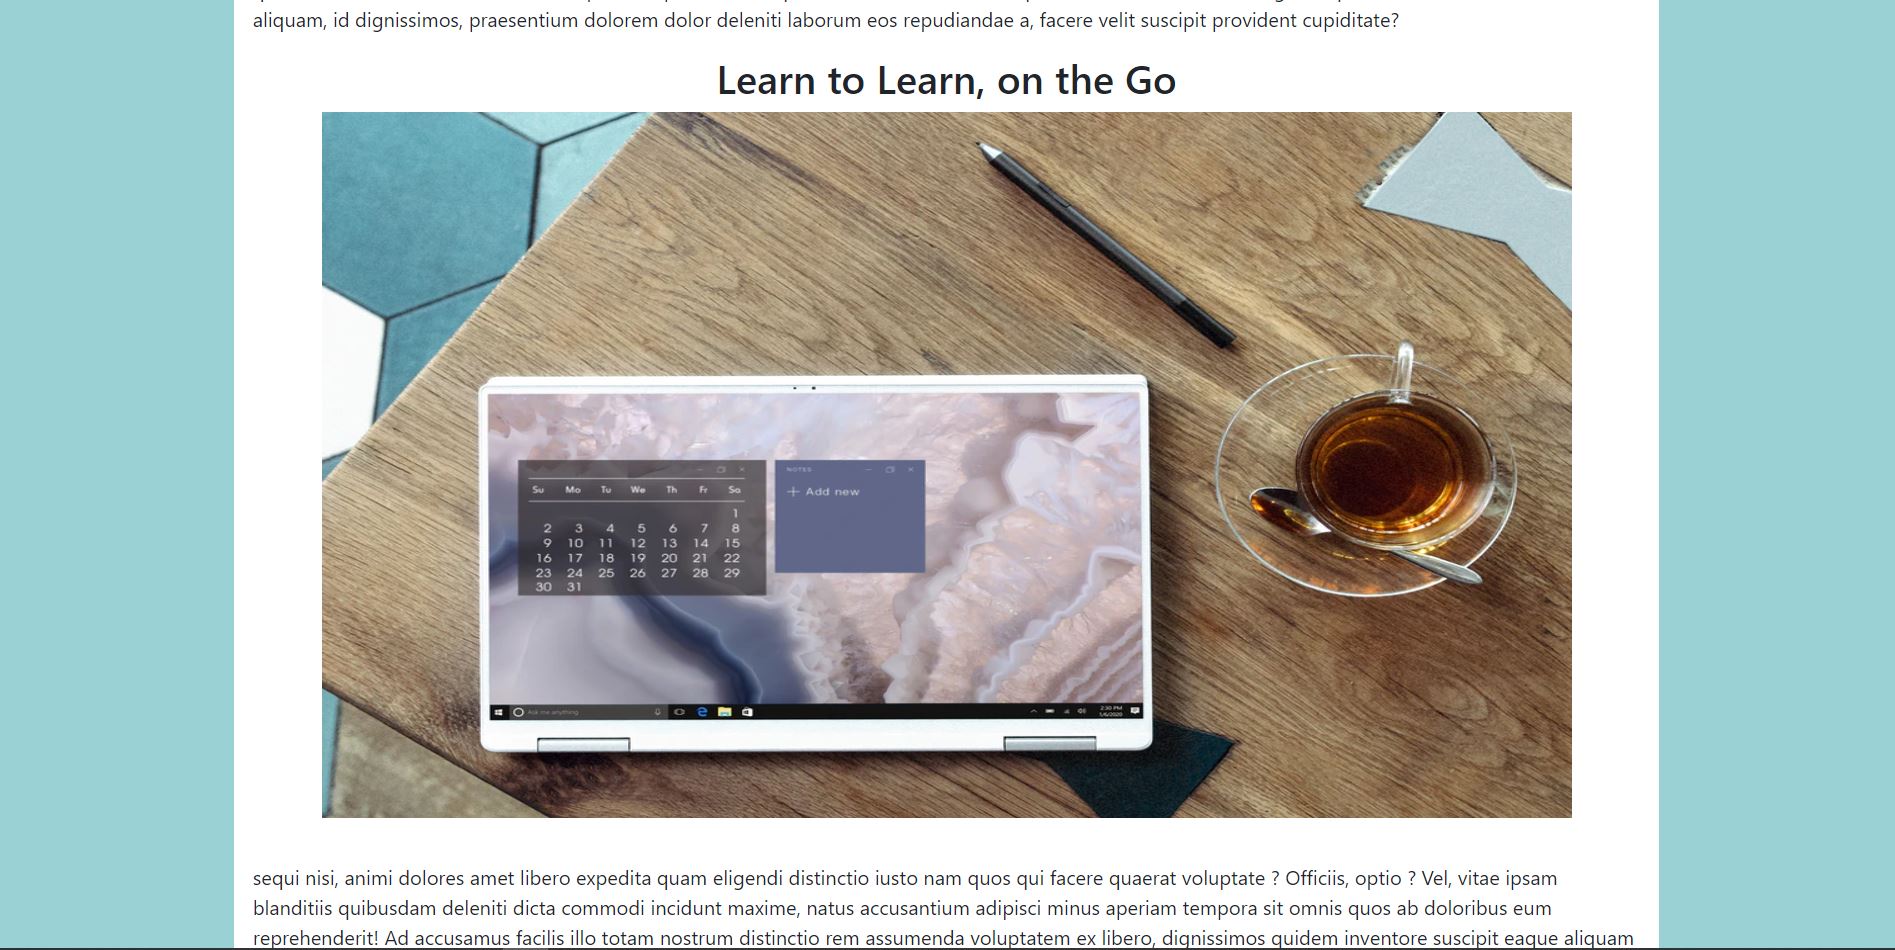 aliquam, id dignissimos, praesentium dolorem dolor deleniti laborum eos repudiandae a, facere velit suscipit provident cupiditate?
Learn to Learn, on the Go
Su Mo Tu We Th Fr Sa
1
2 3 4 5 6 7 8
9 10 11 12 13 14 15
16 17 18 19 20 21 22
23 24 25 26 27 28 29
30 31
NOTES
+ Add new
Ask me anything
2:30 PM
1/6/2020
sequi nisi, animi dolores amet libero expedita quam eligendi distinctio iusto nam quos qui facere quaerat voluptate ? Officiis, optio ? Vel, vitae ipsam
blanditiis quibusdam deleniti dicta commodi incidunt maxime, natus accusantium adipisci minus aperiam tempora sit omnis quos ab doloribus eum
reprehenderit! Ad accusamus facilis illo totam nostrum distinctio rem assumenda voluptatem ex libero, dignissimos quidem inventore suscipit eaque aliquam